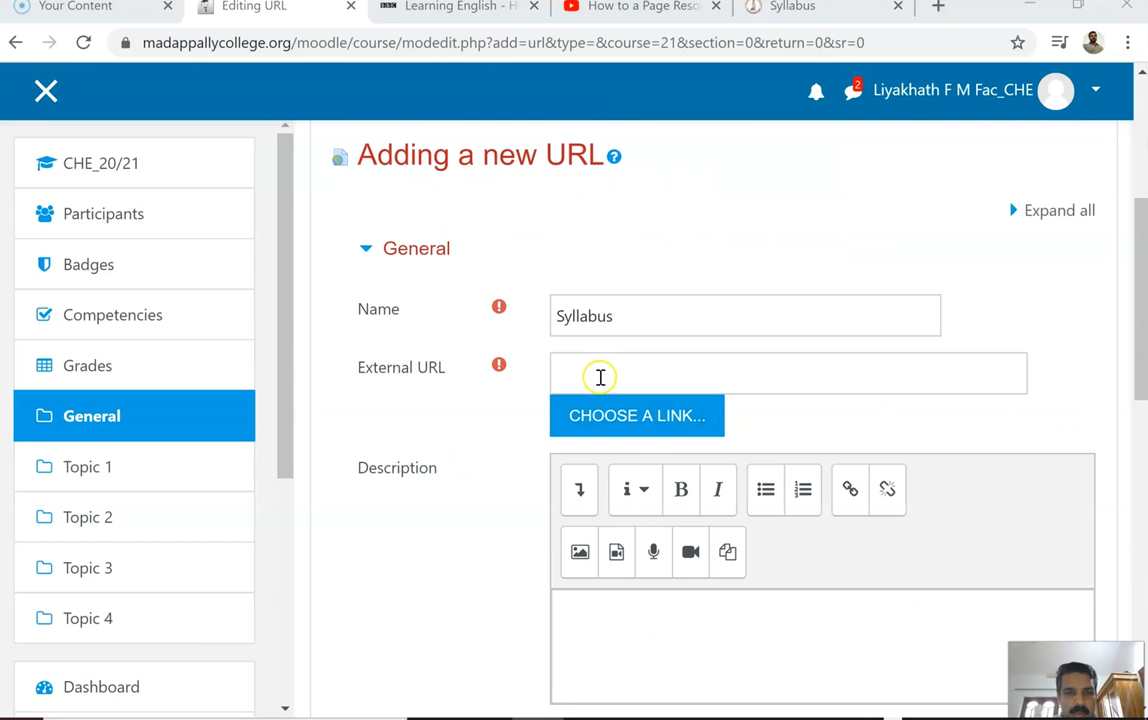 Your Content
Editing URL
BBC Learning English - H
How to a Page Reso
Syllabus
madappallycollege.org/moodle/course/modedit.php?add=url&type=&course=21&section=0&return=0&sr=0
2
Liyakhath F M Fac_CHE
CHE_20/21
Participants
Badges
Competencies
Grades
General
Topic 1
Topic 2
Topic 3
Topic 4
Dashboard
Adding a new URL
Expand all
General
Name
Syllabus
External URL
CHOOSE A LINK...
Description
B
I